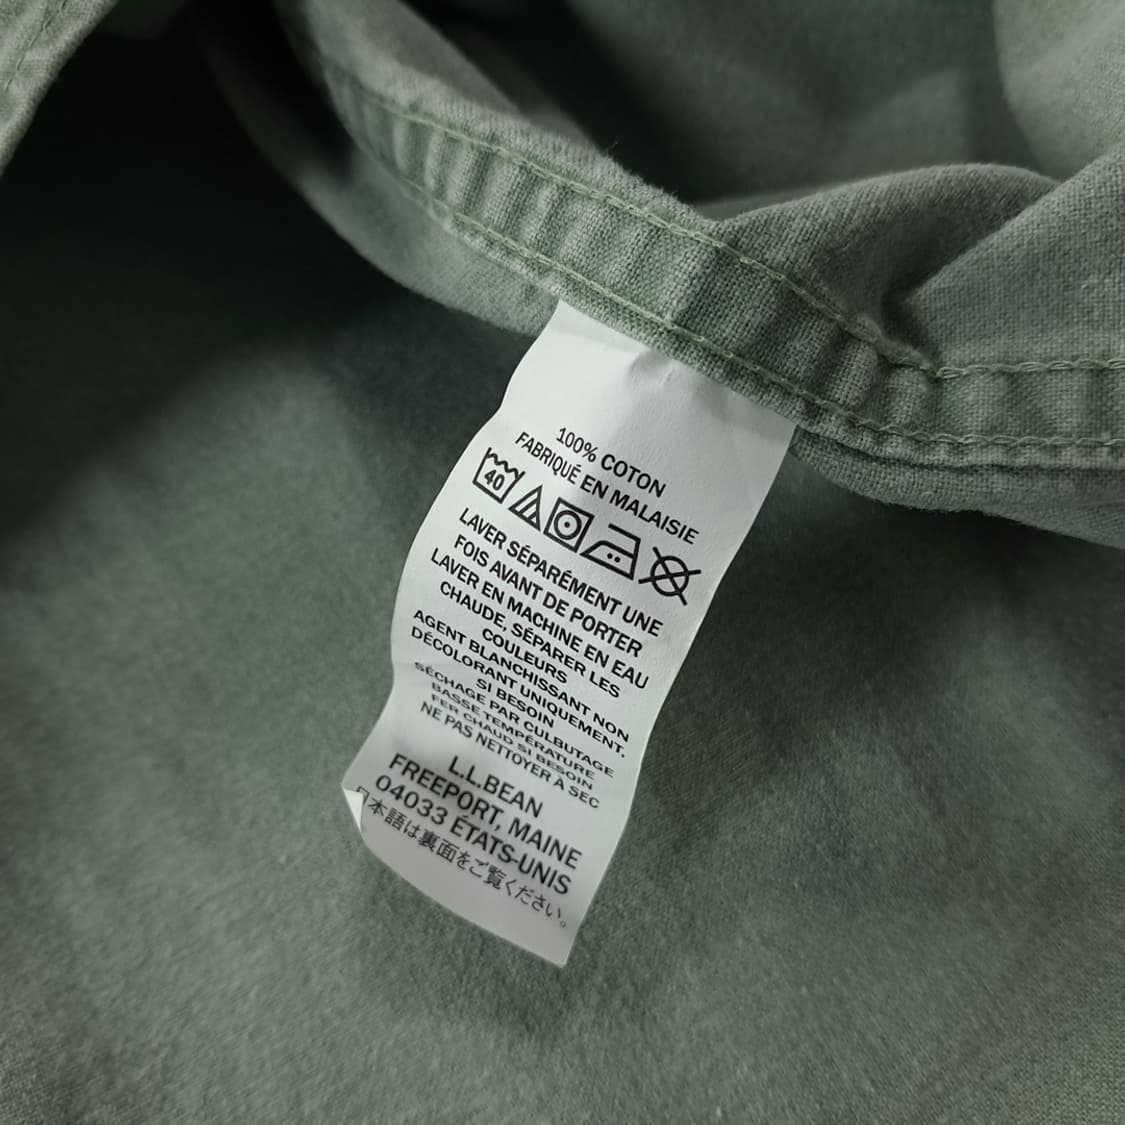 100% COTON
FABRIQUÉ EN MALAISIE
40
LAVER SÉPARÉMENT UNE
FOIS AVANT DE PORTER
LAVER EN MACHINE EN EAU
CHAUDE, SÉPARER LES
COULEURS
AGENT BLANCHISSANT NON
DÉCOLORANT UNIQUEMENT.
SI BESOIN
SÉCHAGE PAR CULBUTAGE
BASSE TEMPÉRATURE
FER CHAUD SI BESOIN
NE PAS NETTOYER À SEC
L.L.BEAN
FREEPORT, MAINE
04033 ÉTATS-UNIS
日本語は裏面をご覧ください。